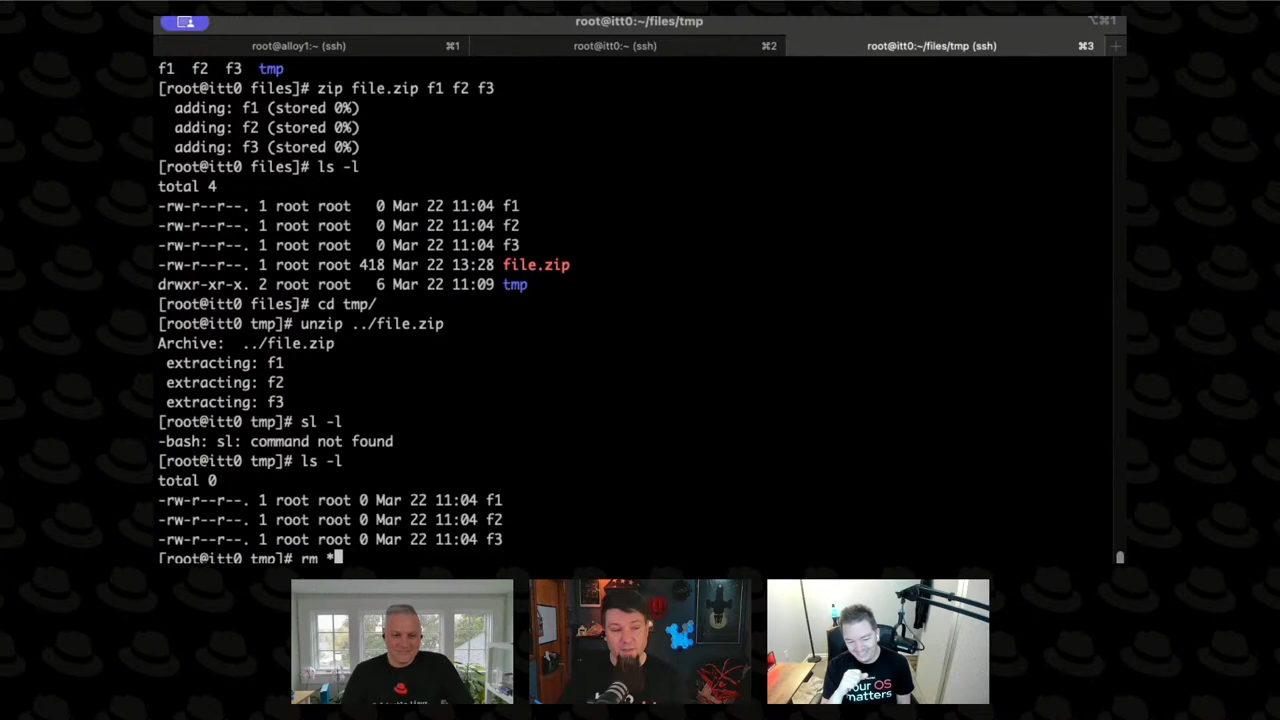 root@itt0:~/files/tmp
⌥⌘1
root@alloy1:~ (ssh) ⌘1 root@itt0:~ (ssh) ⌘2 root@itt0:~/files/tmp (ssh) ⌘3 +
f1 f2 f3 tmp
[root@itt0 files]# zip file.zip f1 f2 f3
adding: f1 (stored 0%)
adding: f2 (stored 0%)
adding: f3 (stored 0%)
[root@itt0 files]# ls -l
total 4
-rw-r--r--. 1 root root 0 Mar 22 11:04 f1
-rw-r--r--. 1 root root 0 Mar 22 11:04 f2
-rw-r--r--. 1 root root 0 Mar 22 11:04 f3
-rw-r--r--. 1 root root 418 Mar 22 13:28 file.zip
drwxr-xr-x. 2 root root 6 Mar 22 11:09 tmp
[root@itt0 files]# cd tmp/
[root@itt0 tmp]# unzip ../file.zip
Archive: ../file.zip
extracting: f1
extracting: f2
extracting: f3
[root@itt0 tmp]# sl -l
-bash: sl: command not found
[root@itt0 tmp]# ls -l
total 0
-rw-r--r--. 1 root root 0 Mar 22 11:04 f1
-rw-r--r--. 1 root root 0 Mar 22 11:04 f2
-rw-r--r--. 1 root root 0 Mar 22 11:04 f3
[root@itt0 tmp]# rm *
OS
matters